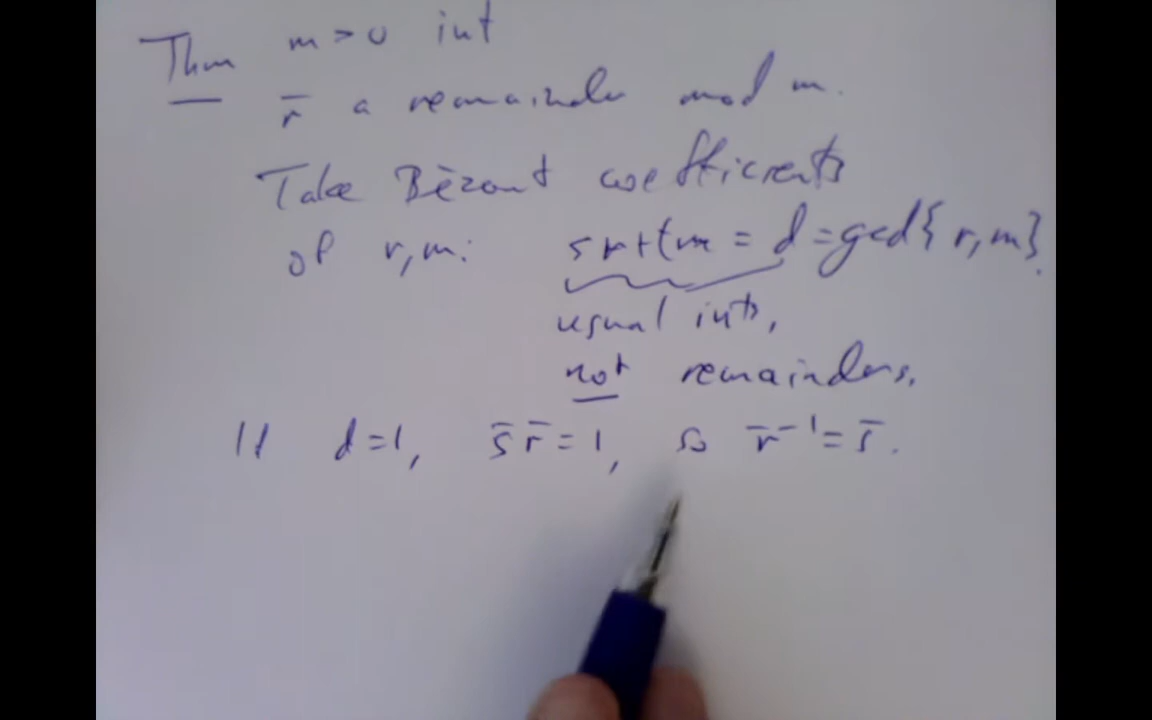 Thm m > 0 int
r̄ a remainder mod m.
Take Bézout coefficients
of r, m: sr+tm = d = gcd{r,m}.
usual ints,
not remainders.
If d=1, s̄ r̄ = 1, so r̄⁻¹ = s̄.